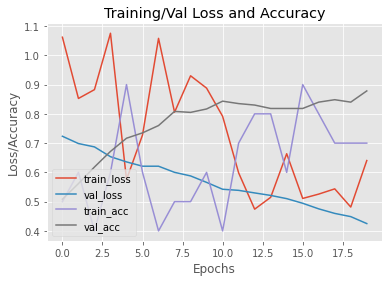 Training/Val Loss and Accuracy
Loss/Accuracy
1.1
1.0
0.9
0.8
0.7
0.6
0.5
0.4
train_loss
val_loss
train_acc
val_acc
0.0 2.5 5.0 7.5 10.0 12.5 15.0 17.5
Epochs